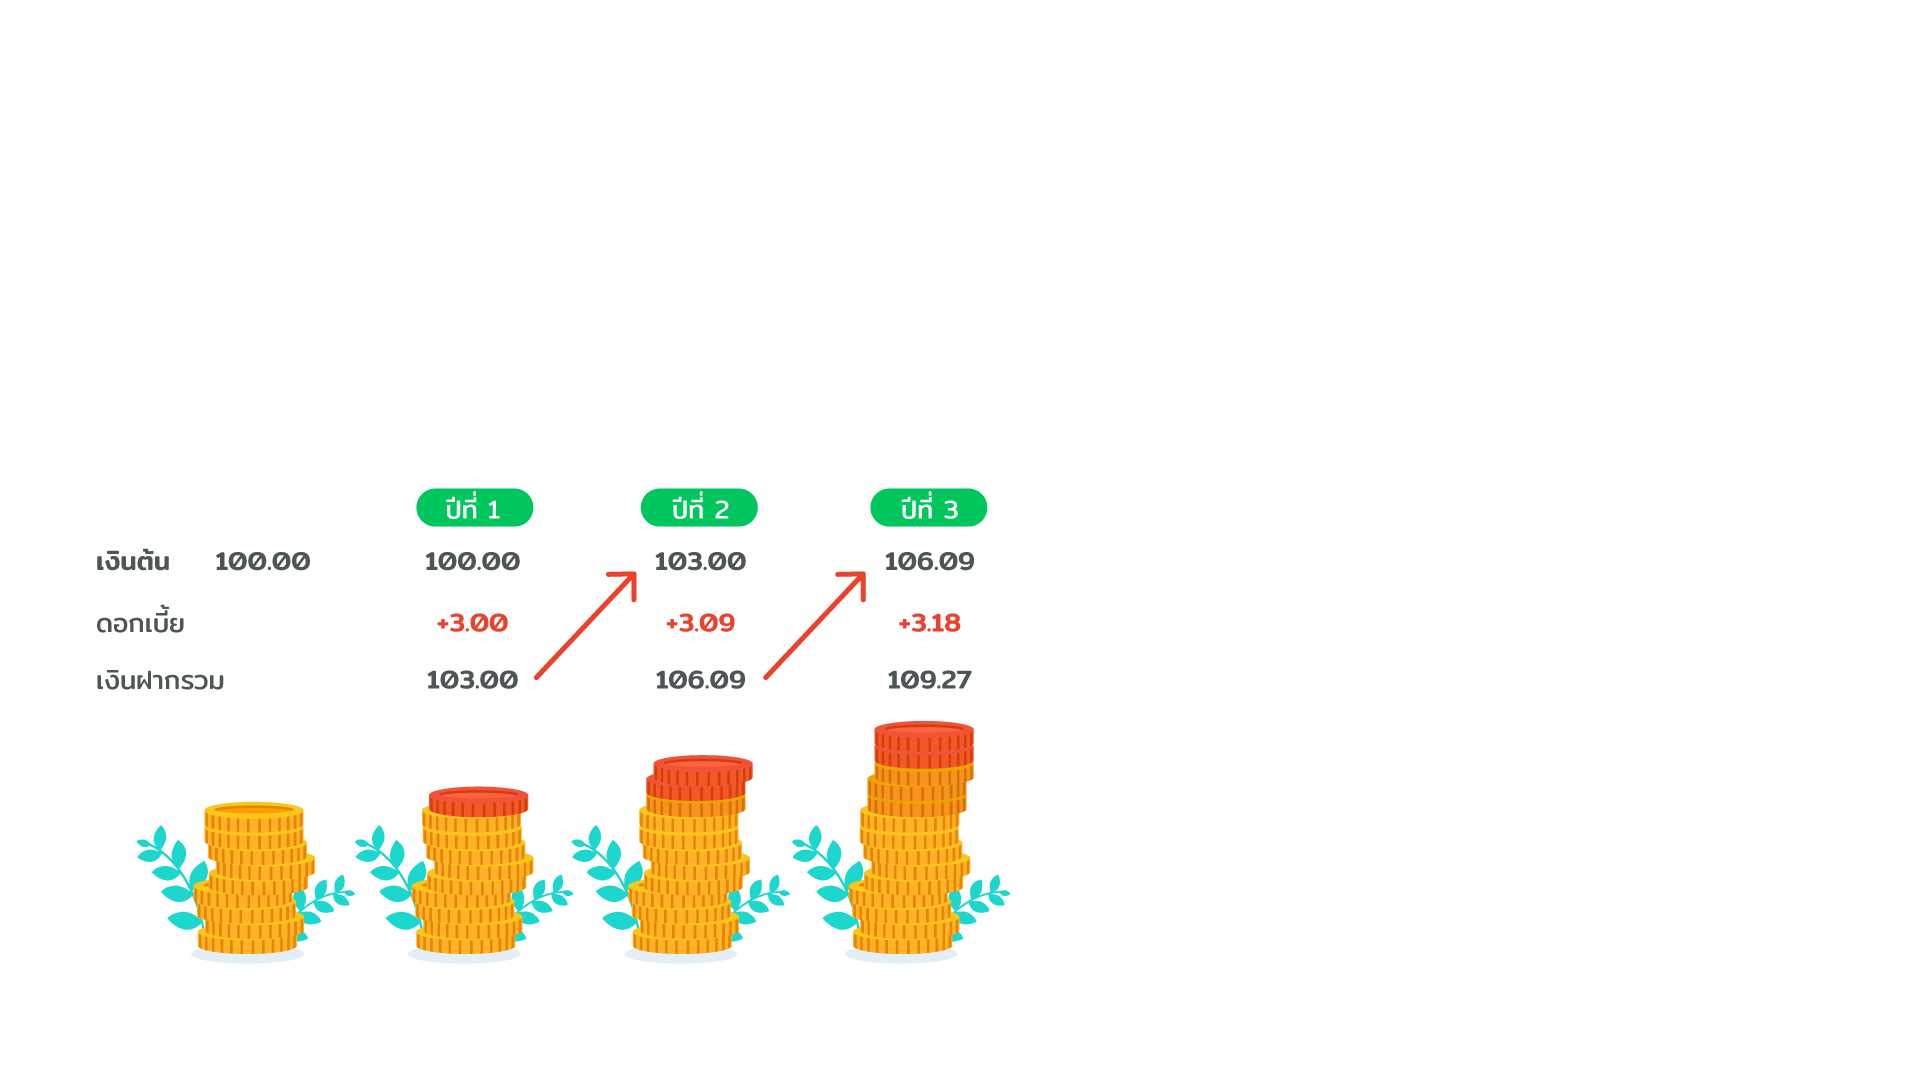 ปีที่ 1 ปีที่ 2 ปีที่ 3
เงินต้น 100.00 100.00 103.00 106.09
ดอกเบี้ย +3.00 +3.09 +3.18
เงินฝากรวม 103.00 106.09 109.27